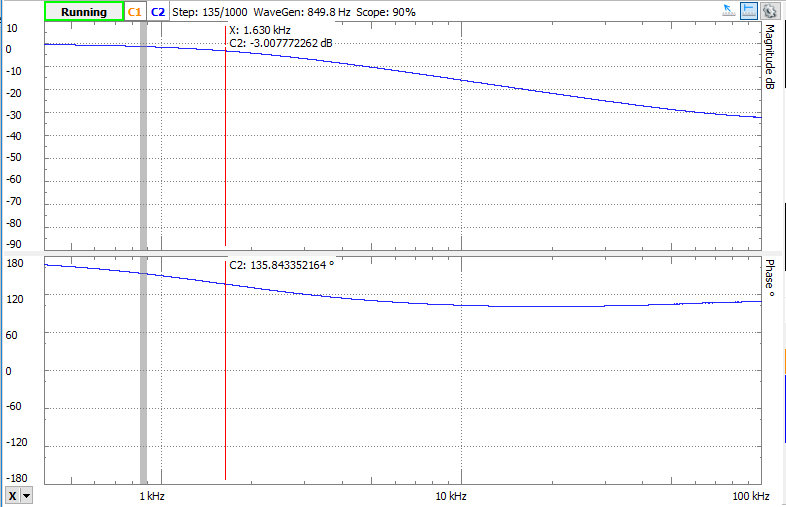 Running C1 C2 Step: 135/1000 WaveGen: 849.8 Hz Scope: 90%
X: 1.630 kHz
C2: -3.007772262 dB
10
0
-10
-20
-30
-40
-50
-60
-70
-80
-90
Magnitude dB
C2: 135.843352164 °
180
120
60
0
-60
-120
-180
Phase °
X
1 kHz
10 kHz
100 kHz